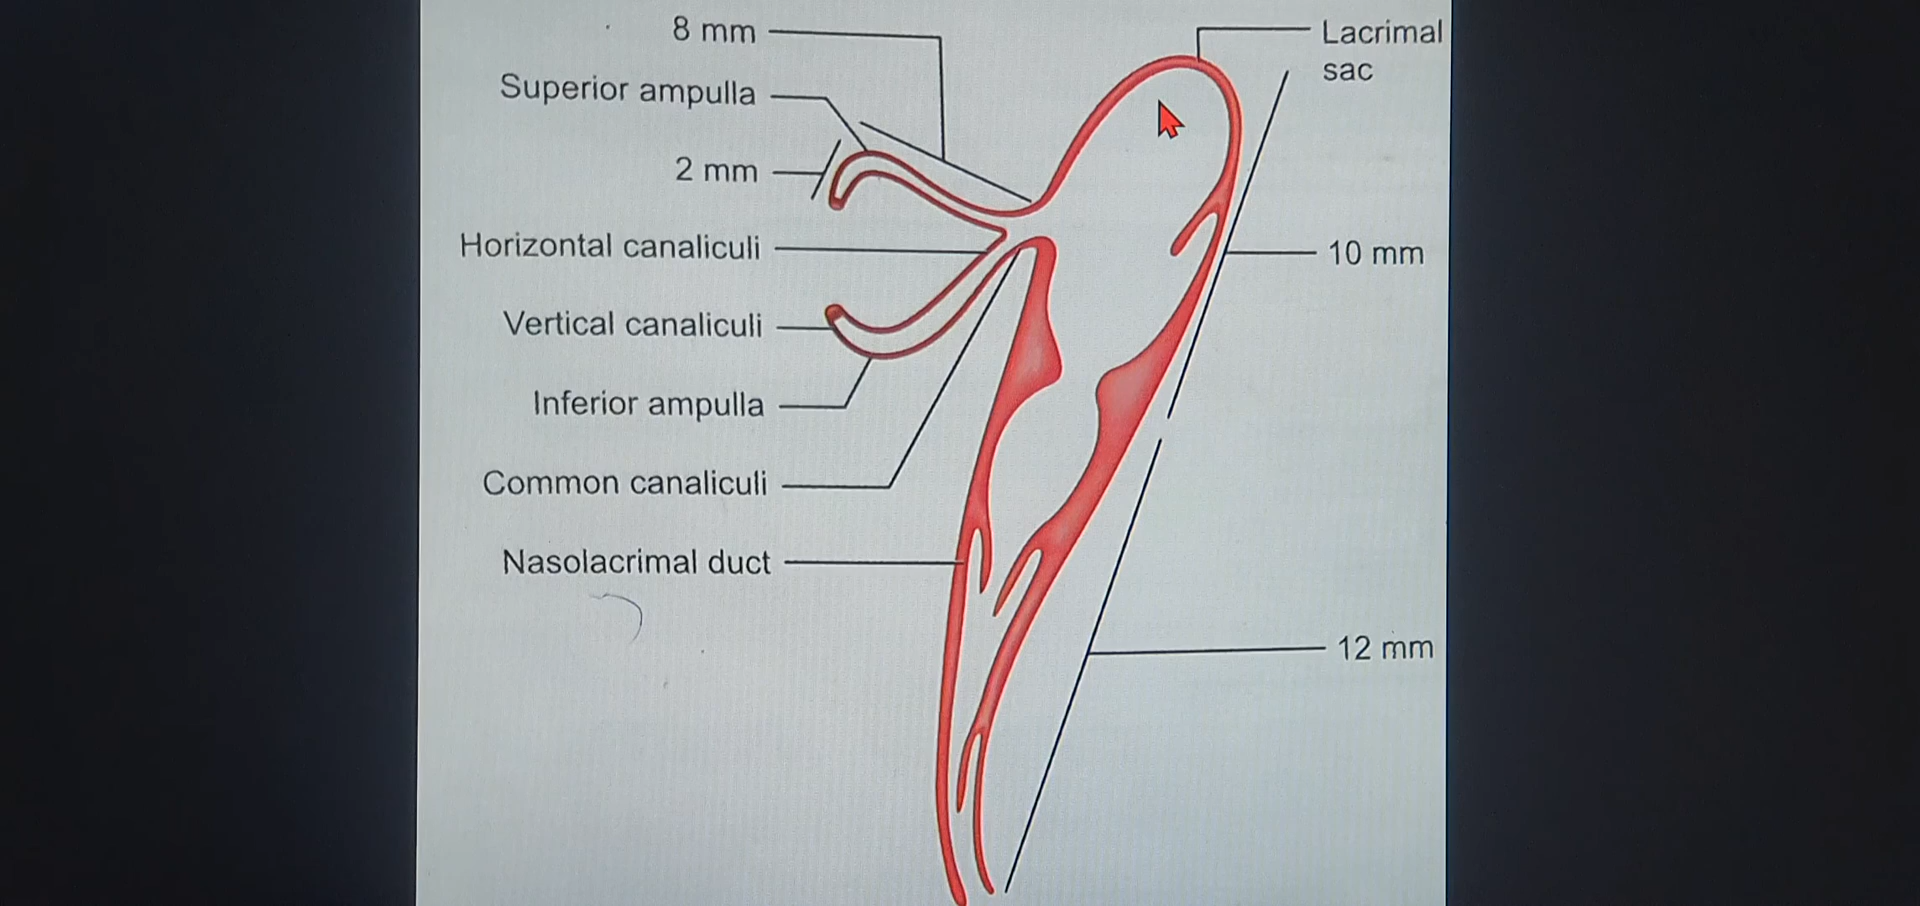 8 mm
Superior ampulla
2 mm
Horizontal canaliculi
Vertical canaliculi
Inferior ampulla
Common canaliculi
Nasolacrimal duct
Lacrimal
sac
10 mm
12 mm